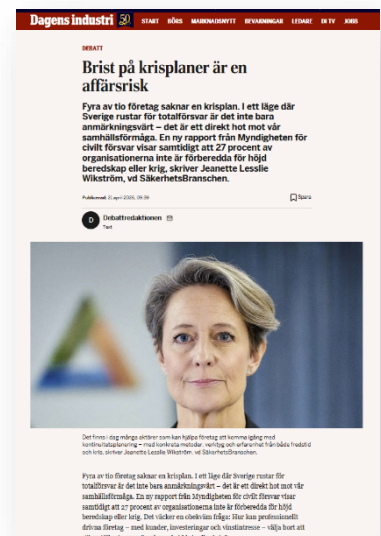 Dagens industri 50 START BÖRS MARKNADSNYTT BEVAKNINGAR LEDARE DI TV JOBB
DEBATT
Brist på krisplaner är en
affärsrisk
Fyra av tio företag saknar en krisplan. I ett läge där
Sverige rustar för totalförsvar är det inte bara
anmärkningsvärt – det är ett direkt hot mot vår
samhällsförmåga. En ny rapport från Myndigheten för
civilt försvar visar samtidigt att 27 procent av
organisationerna inte är förberedda för höjd
beredskap eller krig, skriver Jeanette Lesslie
Wikström, vd SäkerhetsBranschen.
Publicerad: 21 april 2026, 05:39
Spara
D
Debattredaktionen
Text
Det finns i dag många aktörer som kan hjälpa företag att komma igång med
kontinuitetsplanering – med konkreta metoder, verktyg och erfarenhet från både fredstid
och kris, skriver Jeanette Lesslie Wikström, vd SäkerhetsBranschen.
Fyra av tio företag saknar en krisplan. I ett läge där Sverige rustar för
totalförsvar är det inte bara anmärkningsvärt – det är ett direkt hot mot vår
samhällsförmåga. En ny rapport från Myndigheten för civilt försvar visar
samtidigt att 27 procent av organisationerna inte är förberedda för höjd
beredskap eller krig. Det väcker en obekväm fråga: Hur kan professionellt
drivna företag – med kunder, investeringar och vinstintresse – välja bort att